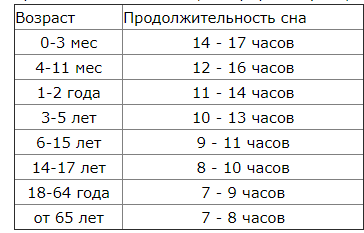 Возраст Продолжительность сна
0-3 мес 14 - 17 часов
4-11 мес 12 - 16 часов
1-2 года 11 - 14 часов
3-5 лет 10 - 13 часов
6-15 лет 9 - 11 часов
14-17 лет 8 - 10 часов
18-64 года 7 - 9 часов
от 65 лет 7 - 8 часов